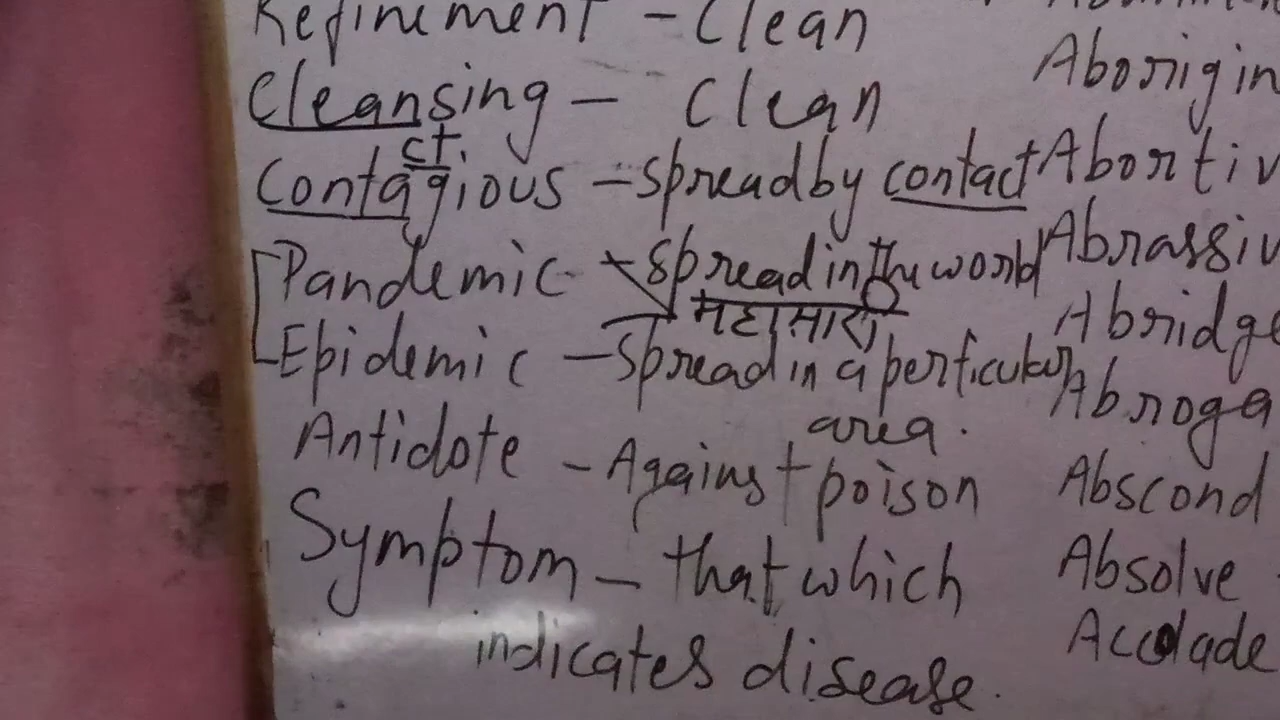 Refinement - Clean
Cleansing - Clean
ct.
Contagious - Spread by contact
Pandemic - Spread in the world
महामारी
Epidemic - Spread in a perticular
area.
Antidote - Against poison
Symptom - that which
indicates disease.
Aborigin
Abortiv
Abrassiv
Abridge
Abroga
Abscond
Absolve
Accolade